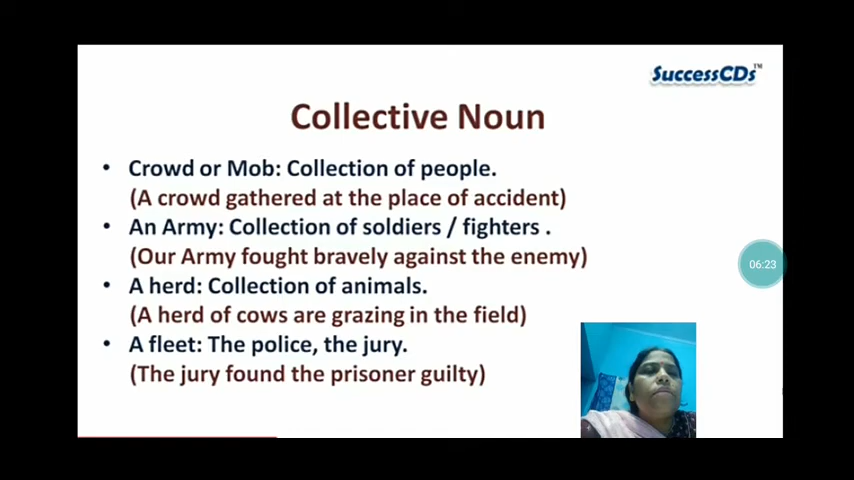 SuccessCDs™
Collective Noun
• Crowd or Mob: Collection of people.
(A crowd gathered at the place of accident)
• An Army: Collection of soldiers / fighters .
(Our Army fought bravely against the enemy)
• A herd: Collection of animals.
(A herd of cows are grazing in the field)
• A fleet: The police, the jury.
(The jury found the prisoner guilty)
06:23